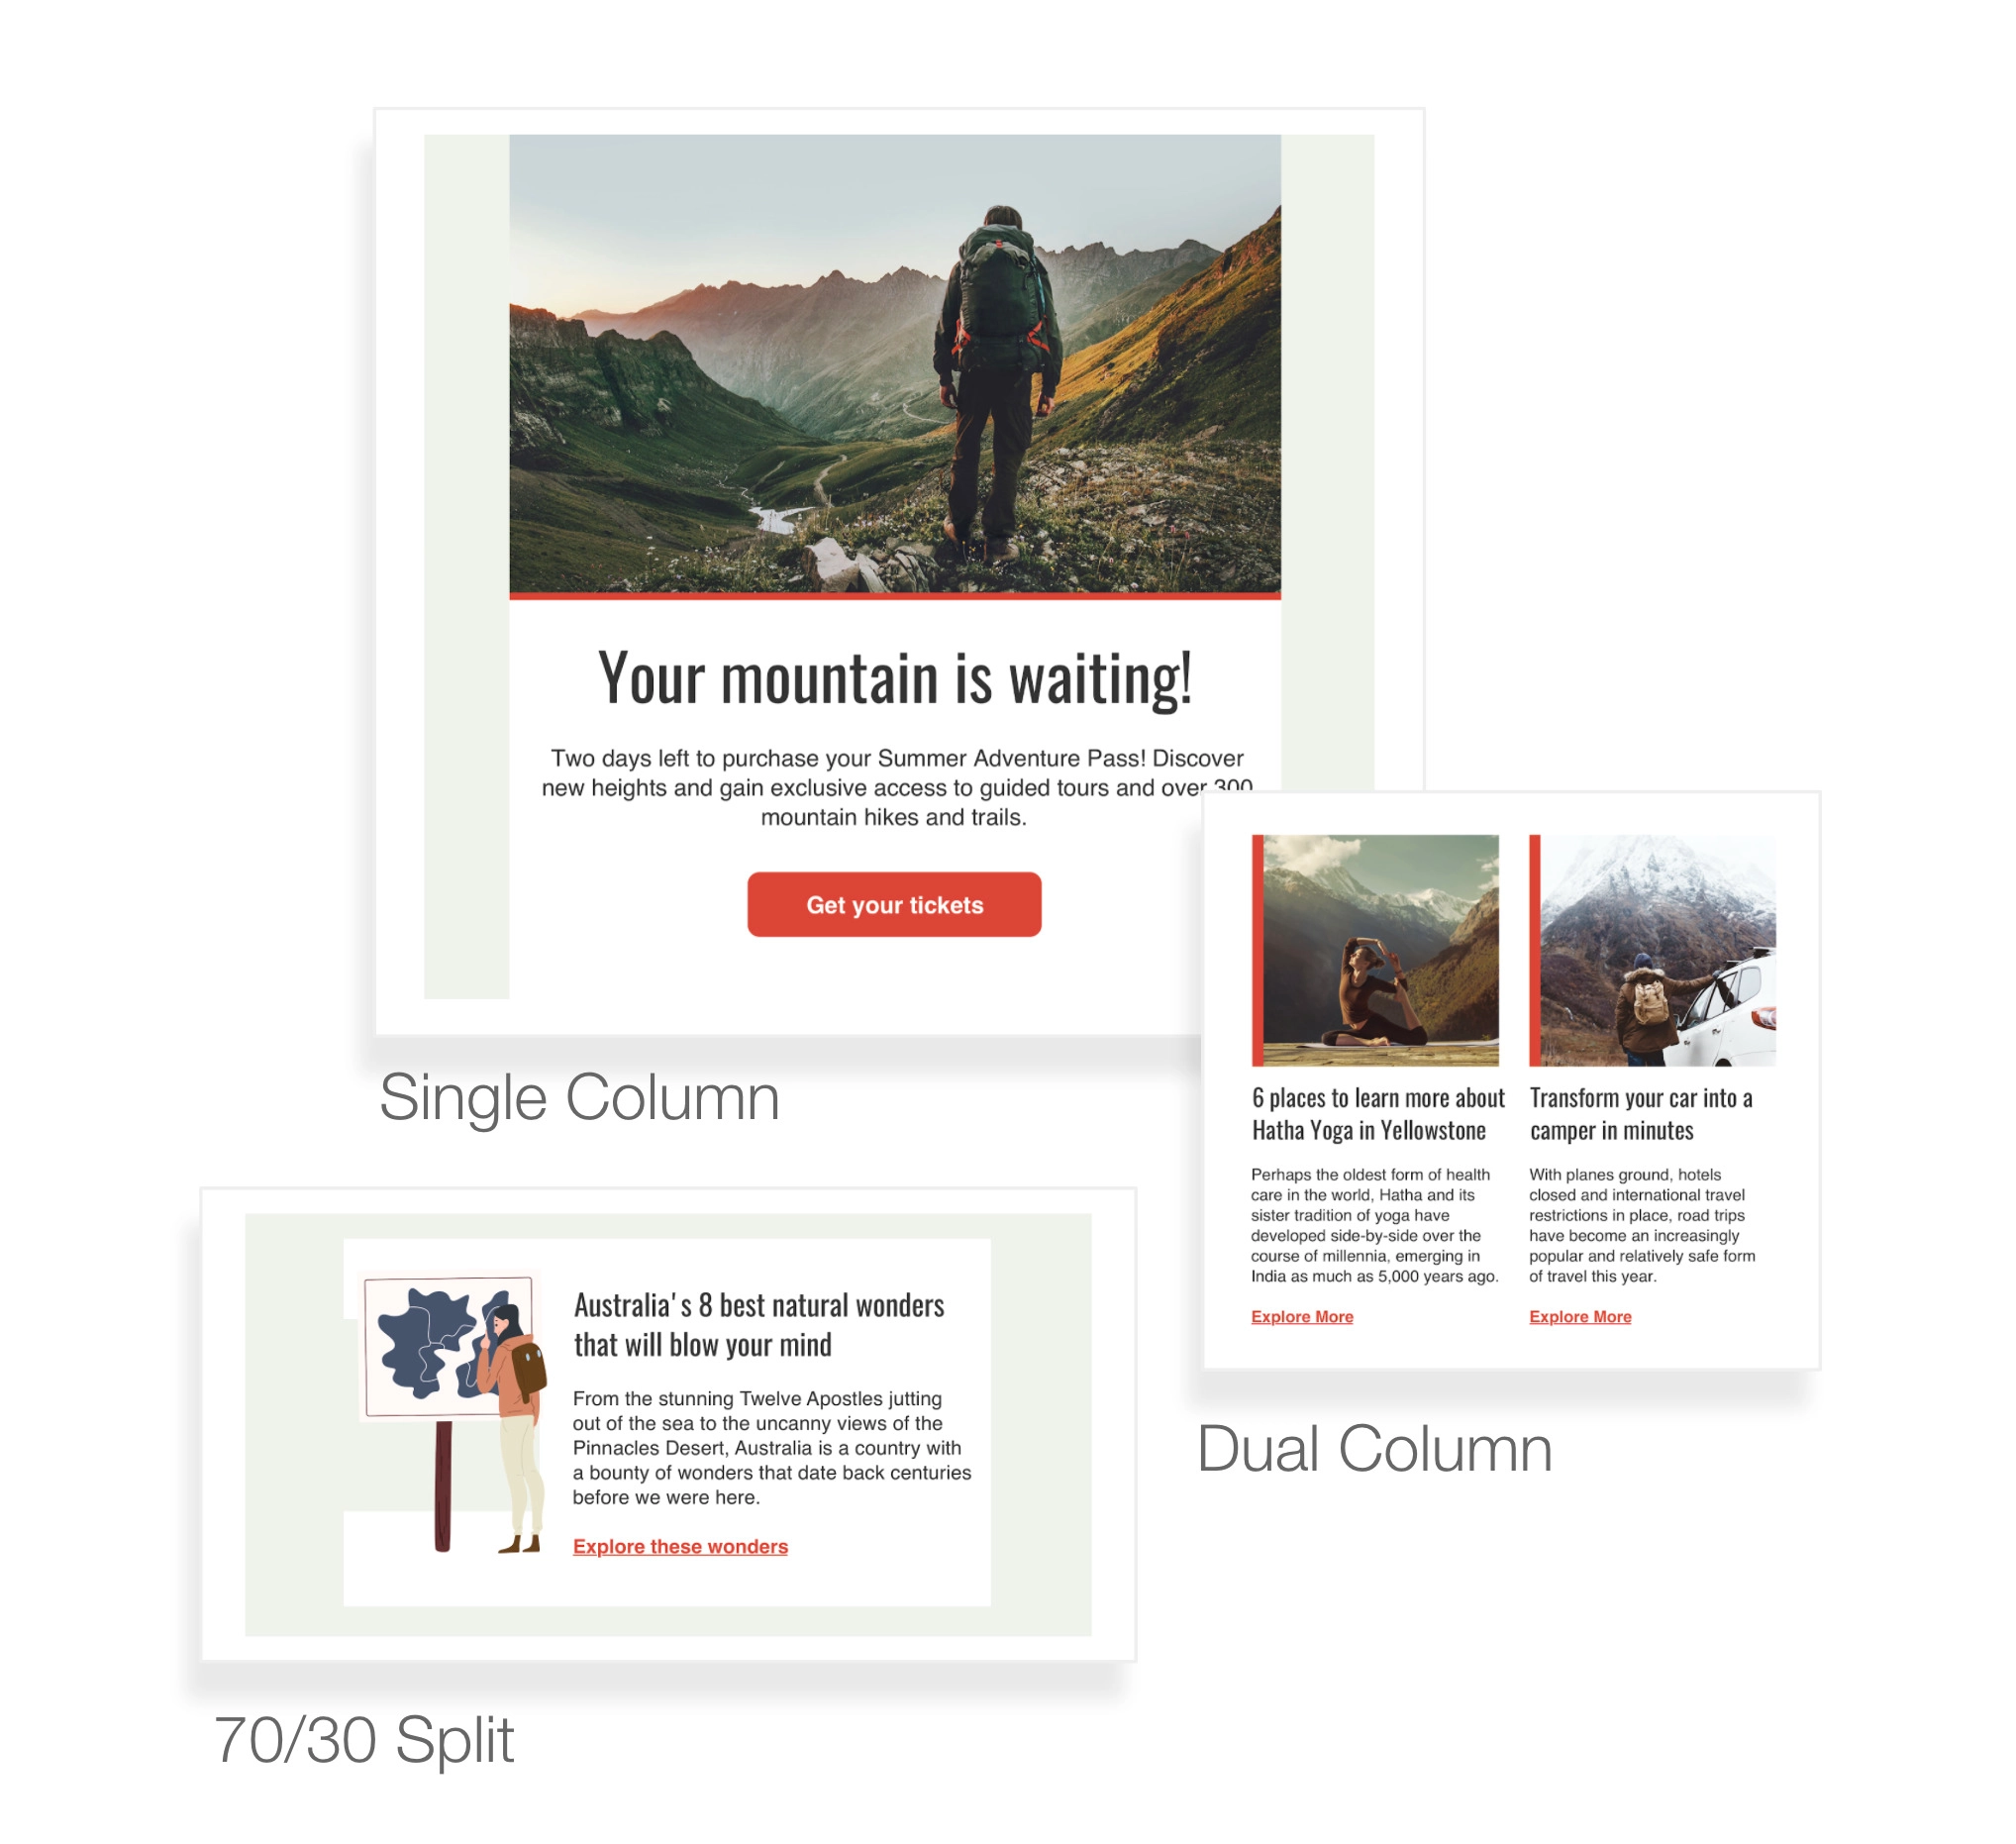 Your mountain is waiting!
Two days left to purchase your Summer Adventure Pass! Discover
new heights and gain exclusive access to guided tours and over 300
mountain hikes and trails.
Get your tickets
Single Column
6 places to learn more about
Hatha Yoga in Yellowstone
Perhaps the oldest form of health
care in the world, Hatha and its
sister tradition of yoga have
developed side-by-side over the
course of millennia, emerging in
India as much as 5,000 years ago.
Explore More
Transform your car into a
camper in minutes
With planes ground, hotels
closed and international travel
restrictions in place, road trips
have become an increasingly
popular and relatively safe form
of travel this year.
Explore More
Dual Column
Australia's 8 best natural wonders
that will blow your mind
From the stunning Twelve Apostles jutting
out of the sea to the uncanny views of the
Pinnacles Desert, Australia is a country with
a bounty of wonders that date back centuries
before we were here.
Explore these wonders
70/30 Split